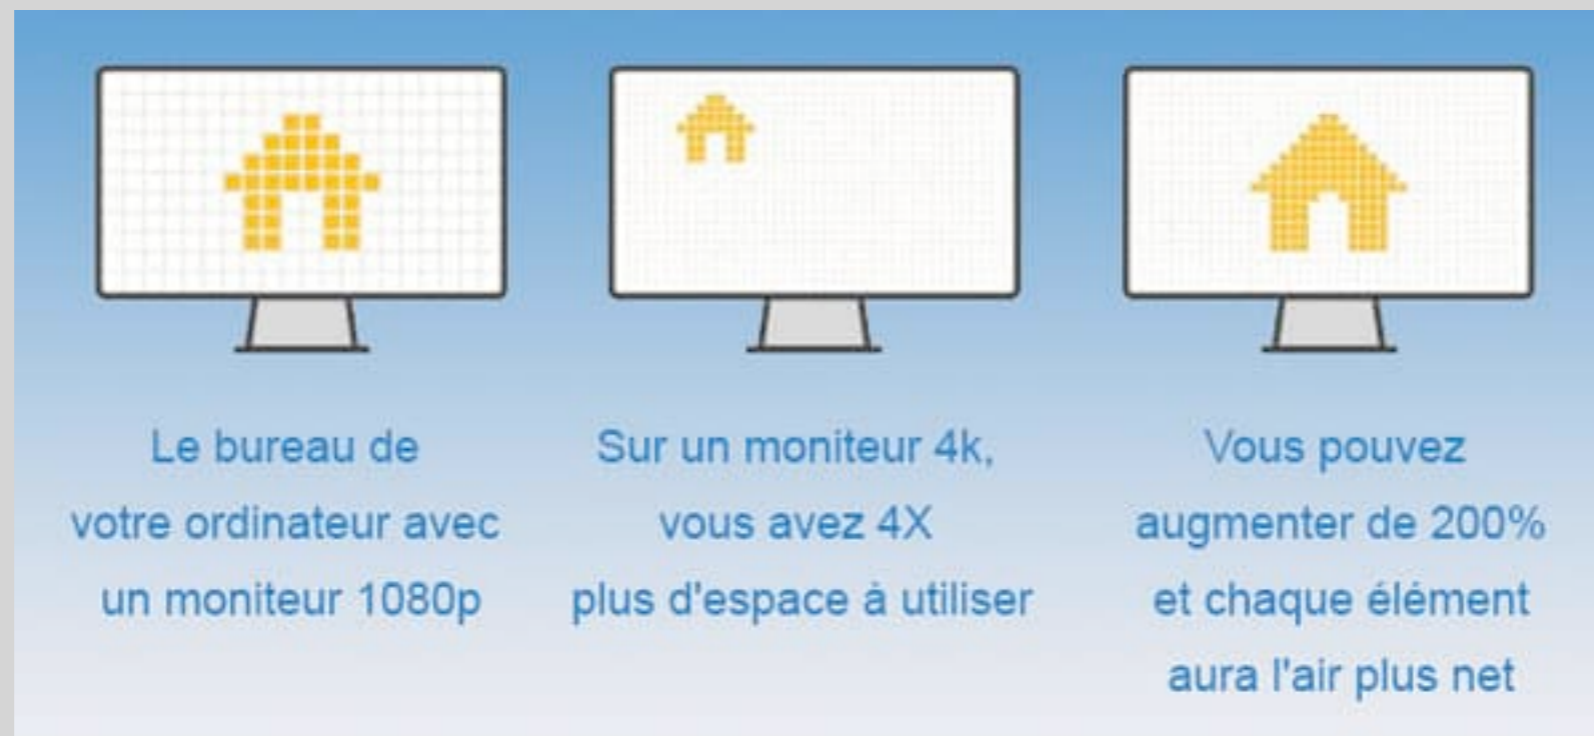 Le bureau de
votre ordinateur avec
un moniteur 1080p
Sur un moniteur 4k,
vous avez 4X
plus d'espace à utiliser
Vous pouvez
augmenter de 200%
et chaque élément
aura l'air plus net